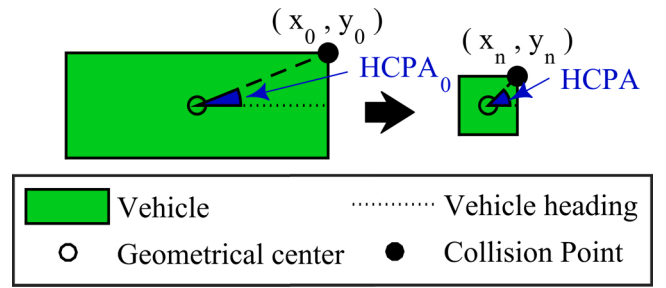 ( x0 , y0 )
HCPA0
( xn , yn )
HCPA
Vehicle
Vehicle heading
Geometrical center
Collision Point